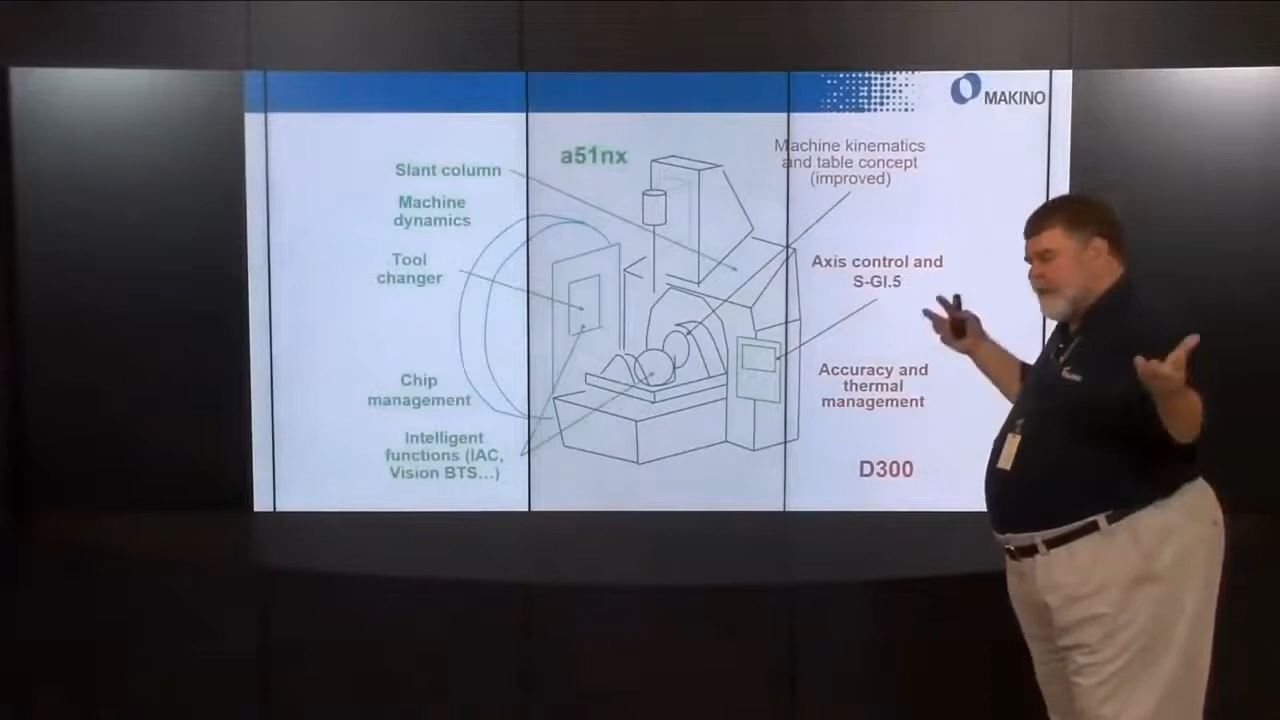 MAKINO
a51nx
Slant column
Machine
dynamics
Tool
changer
Chip
management
Intelligent
functions (IAC,
Vision BTS...)
Machine kinematics
and table concept
(improved)
Axis control and
S-GI.5
Accuracy and
thermal
management
D300